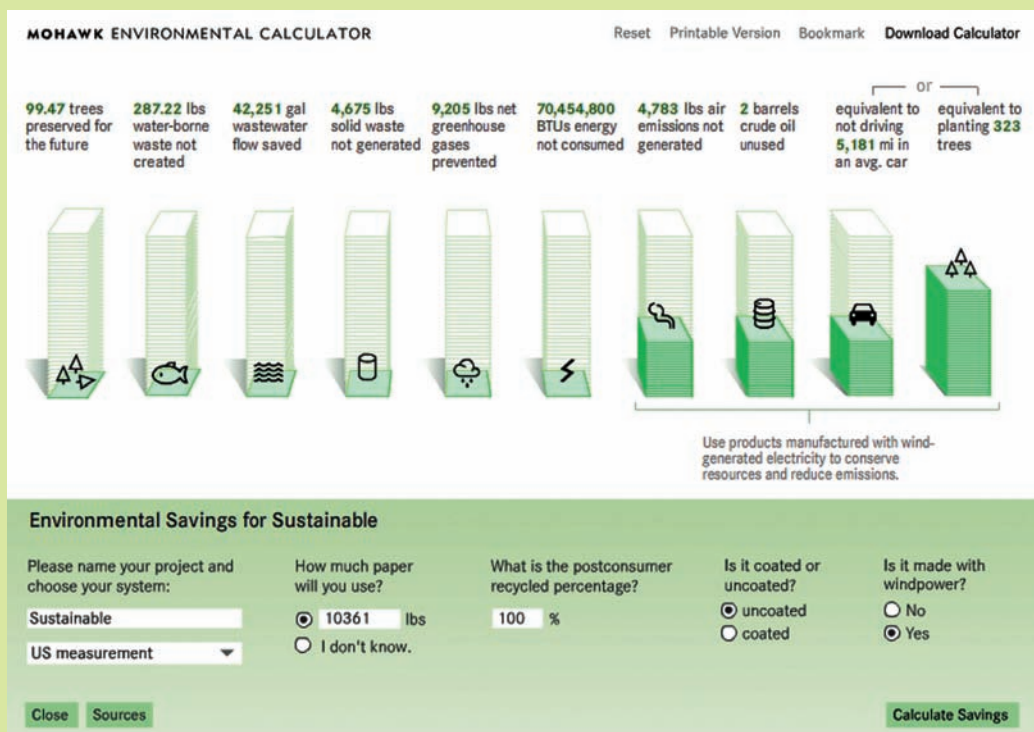 MOHAWK ENVIRONMENTAL CALCULATOR
Reset Printable Version Bookmark Download Calculator
99.47 trees
preserved for
the future
287.22 lbs
water-borne
waste not
created
42,251 gal
wastewater
flow saved
4,675 lbs
solid waste
not generated
9,205 lbs net
greenhouse
gases
prevented
70,454,800
BTUs energy
not consumed
4,783 lbs air
emissions not
generated
2 barrels
crude oil
unused
or
equivalent to
not driving
5,181 mi in
an avg. car
equivalent to
planting 323
trees
Use products manufactured with wind-
generated electricity to conserve
resources and reduce emissions.
Environmental Savings for Sustainable
Please name your project and
choose your system:
Sustainable
US measurement
How much paper
will you use?
10361 lbs
I don't know.
What is the postconsumer
recycled percentage?
100 %
Is it coated or
uncoated?
uncoated
coated
Is it made with
windpower?
No
Yes
Close Sources
Calculate Savings